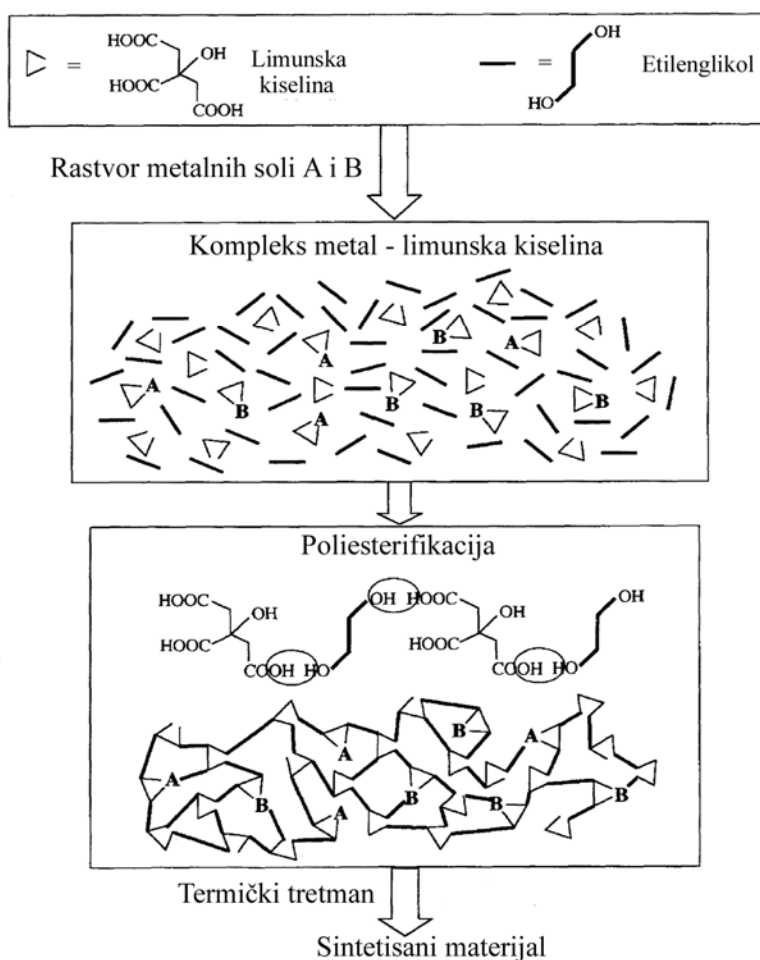 HOOC
OH
HOOC
COOH
=
Limunska
kiselina
=
OH
HO
Etilenglikol
Rastvor metalnih soli A i B
Kompleks metal - limunska kiselina
B
A
A
A
B
B
B
B
A
Poliesterifikacija
OH HOOC
OH
HOOC
OH
OH
HOOC
HOOC
COOH HO
COOH HO
B
A
A
A
B
B
B
B
A
Termički tretman
Sintetisani materijal